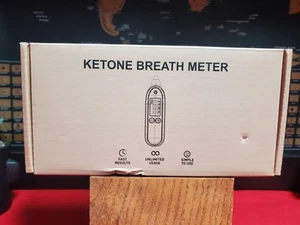 KETONE BREATH METER
FAST
RESULTS
UNLIMITED
USAGE
SIMPLE
TO USE